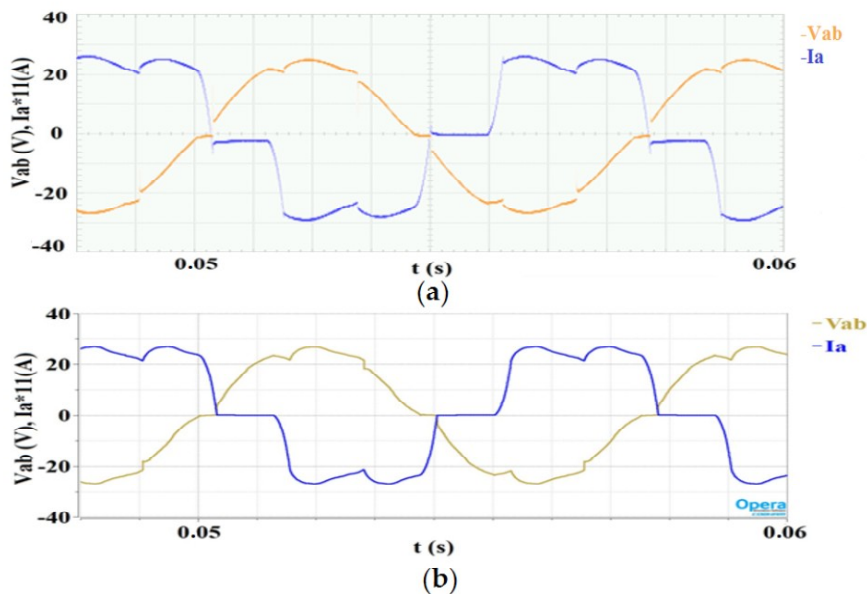 40
20
0
-20
-40
Vab (V), Ia*11(A)
-Vab
-Ia
0.05
t (s)
0.06
(a)
40
20
0
-20
-40
Vab (V), Ia*11(A)
Vab
Ia
Opera
0.05
t (s)
0.06
(b)